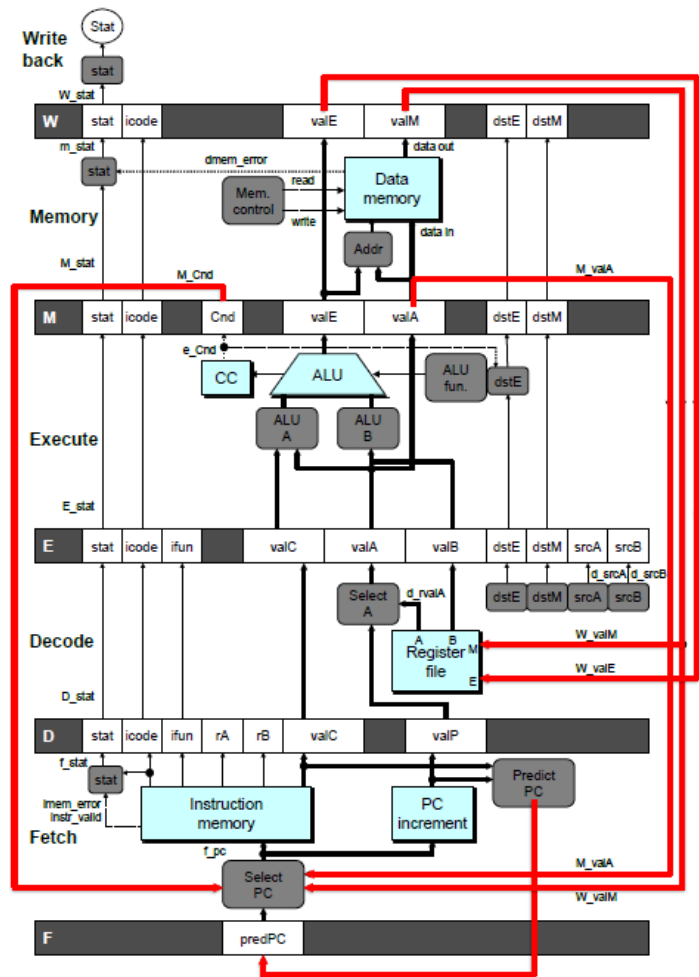 Stat
Write
back
stat
W_stat
W stat icode valE valM dstE dstM
m_stat
data out
dmem_error
stat
read
Mem.
control
Data
memory
write
Memory
data in
Addr
M_stat
M_Cnd
M_valA
M stat icode Cnd valE valA dstE dstM
e_Cnd
CC
ALU
ALU
fun.
dstE
ALU
A
ALU
B
Execute
E_stat
E stat icode ifun valC valA valB dstE dstM srcA srcB
d_srcA d_srcB
Select
A
d_rvalA
dstE dstM srcA srcB
A B
Register
file
M
E
W_valM
W_valE
Decode
D_stat
D stat icode ifun rA rB valC valP
f_stat
stat
Predict
PC
Imem_error
Instr_valid
Instruction
memory
PC
increment
Fetch
f_pc
Select
PC
M_valA
W_valM
F predPC